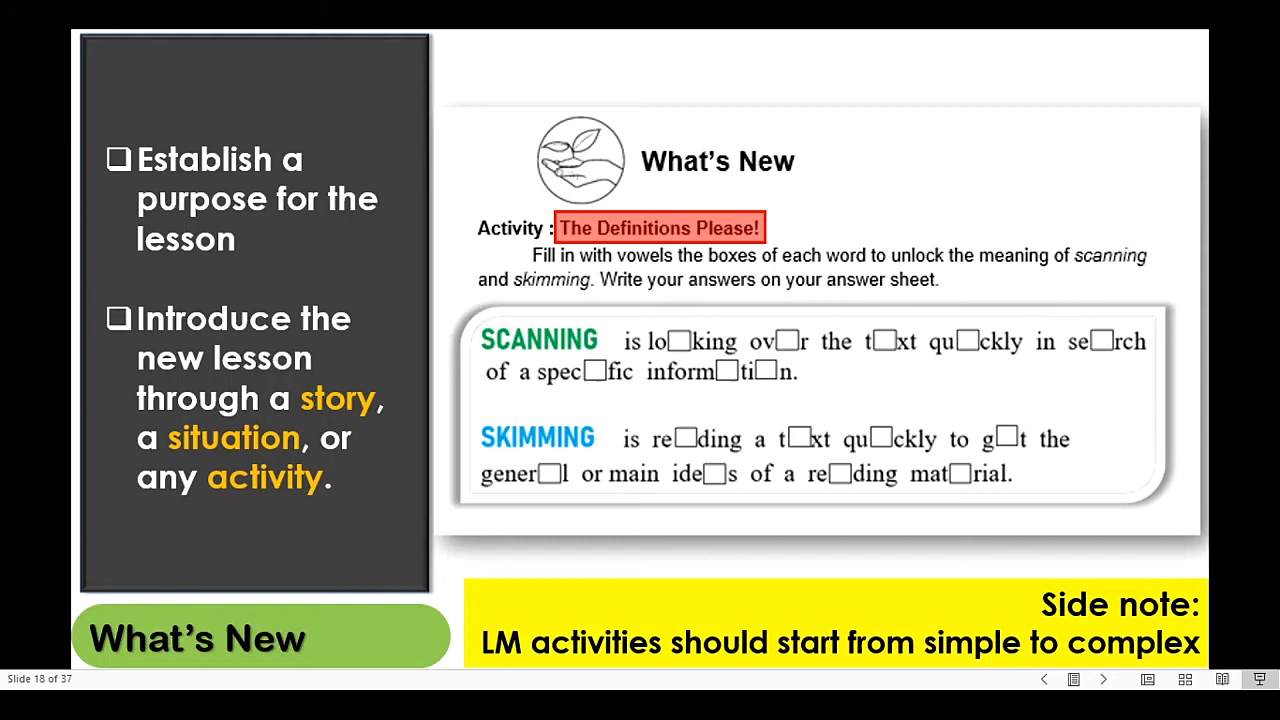 ❑Establish a
purpose for the
lesson
❑Introduce the
new lesson
through a story,
a situation, or
any activity.
What's New
What's New
Activity : The Definitions Please!
Fill in with vowels the boxes of each word to unlock the meaning of scanning
and skimming. Write your answers on your answer sheet.
SCANNING is lo□king ov□r the t□xt qu□ckly in se□rch
of a spec□fic inform□ti□n.
SKIMMING is re□ding a t□xt qu□ckly to g□t the
gener□l or main ide□s of a re□ding mat□rial.
Side note:
LM activities should start from simple to complex
Slide 18 of 37